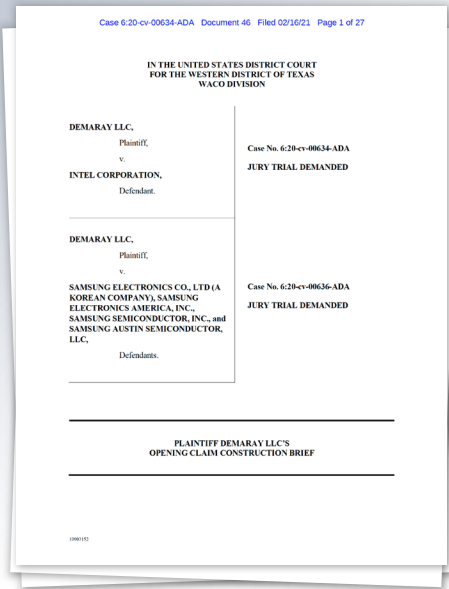 Case 6:20-cv-00634-ADA Document 46 Filed 02/16/21 Page 1 of 27
IN THE UNITED STATES DISTRICT COURT
FOR THE WESTERN DISTRICT OF TEXAS
WACO DIVISION
DEMARAY LLC,
Plaintiff,
v.
INTEL CORPORATION,
Defendant.
Case No. 6:20-cv-00634-ADA
JURY TRIAL DEMANDED
DEMARAY LLC,
Plaintiff,
v.
SAMSUNG ELECTRONICS CO., LTD (A
KOREAN COMPANY), SAMSUNG
ELECTRONICS AMERICA, INC.,
SAMSUNG SEMICONDUCTOR, INC., and
SAMSUNG AUSTIN SEMICONDUCTOR,
LLC,
Defendants.
Case No. 6:20-cv-00636-ADA
JURY TRIAL DEMANDED
PLAINTIFF DEMARAY LLC'S
OPENING CLAIM CONSTRUCTION BRIEF